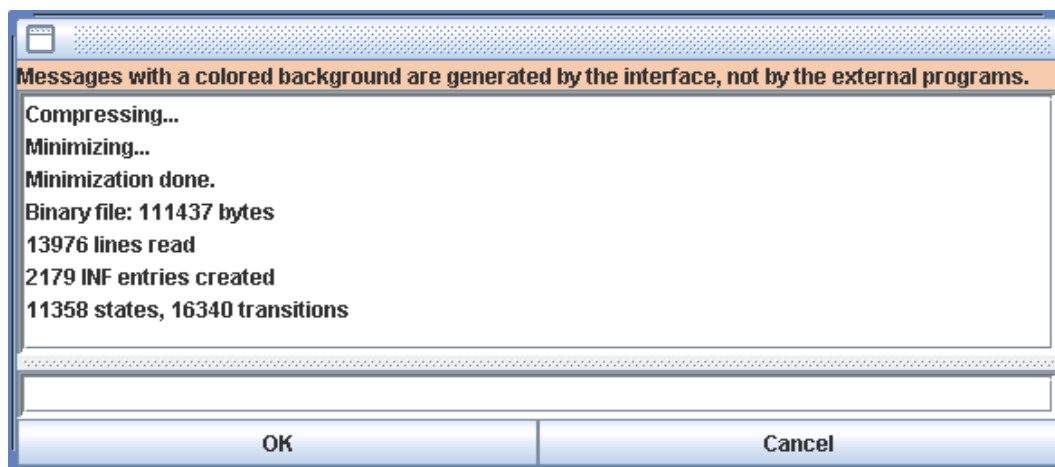 Messages with a colored background are generated by the interface, not by the external programs.
Compressing...
Minimizing...
Minimization done.
Binary file: 111437 bytes
13976 lines read
2179 INF entries created
11358 states, 16340 transitions
OK Cancel